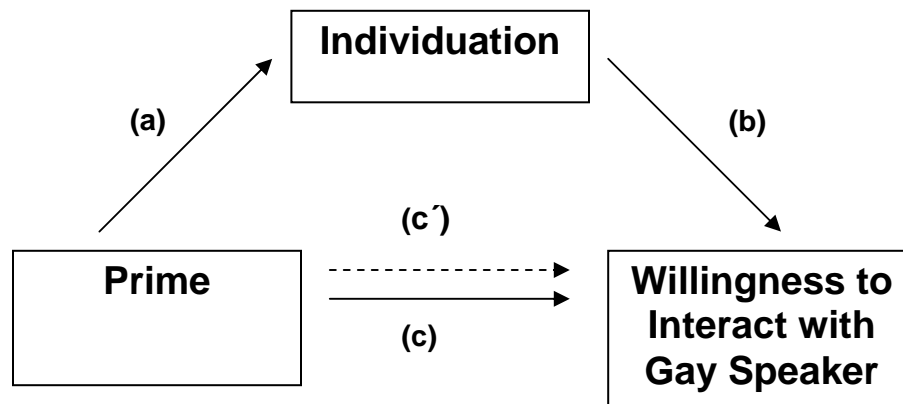 Individuation
(a)
(b)
(c´)
Prime
Willingness to
Interact with
Gay Speaker
(c)